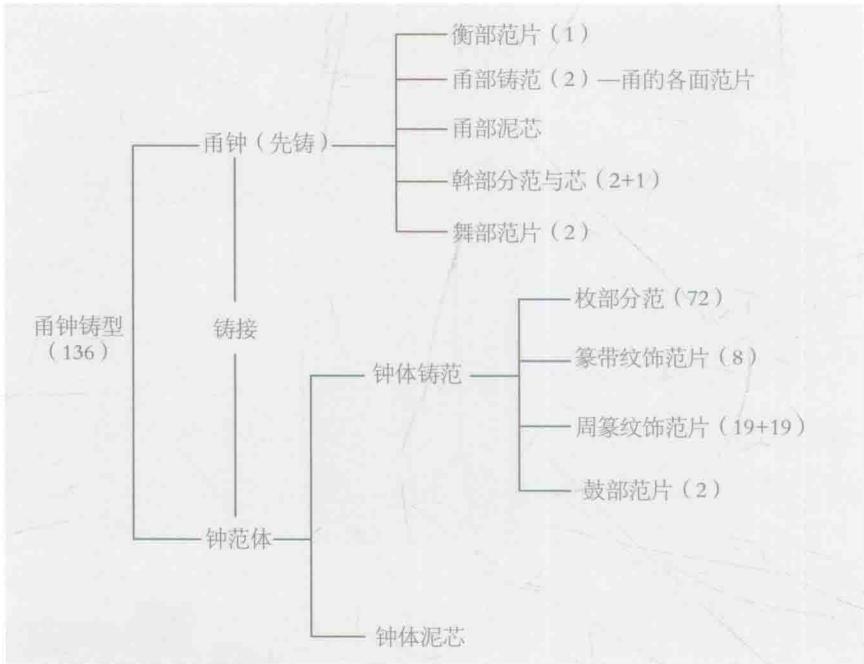 衡部范片（1）
甬部铸范（2）—甬的各面范片
甬钟（先铸）
甬部泥芯
斡部分范与芯（2+1）
舞部范片（2）
甬钟铸型
（136）
铸接
枚部分范（72）
钟体铸范
篆带纹饰范片（8）
周篆纹饰范片（19+19）
鼓部范片（2）
钟范体
钟体泥芯